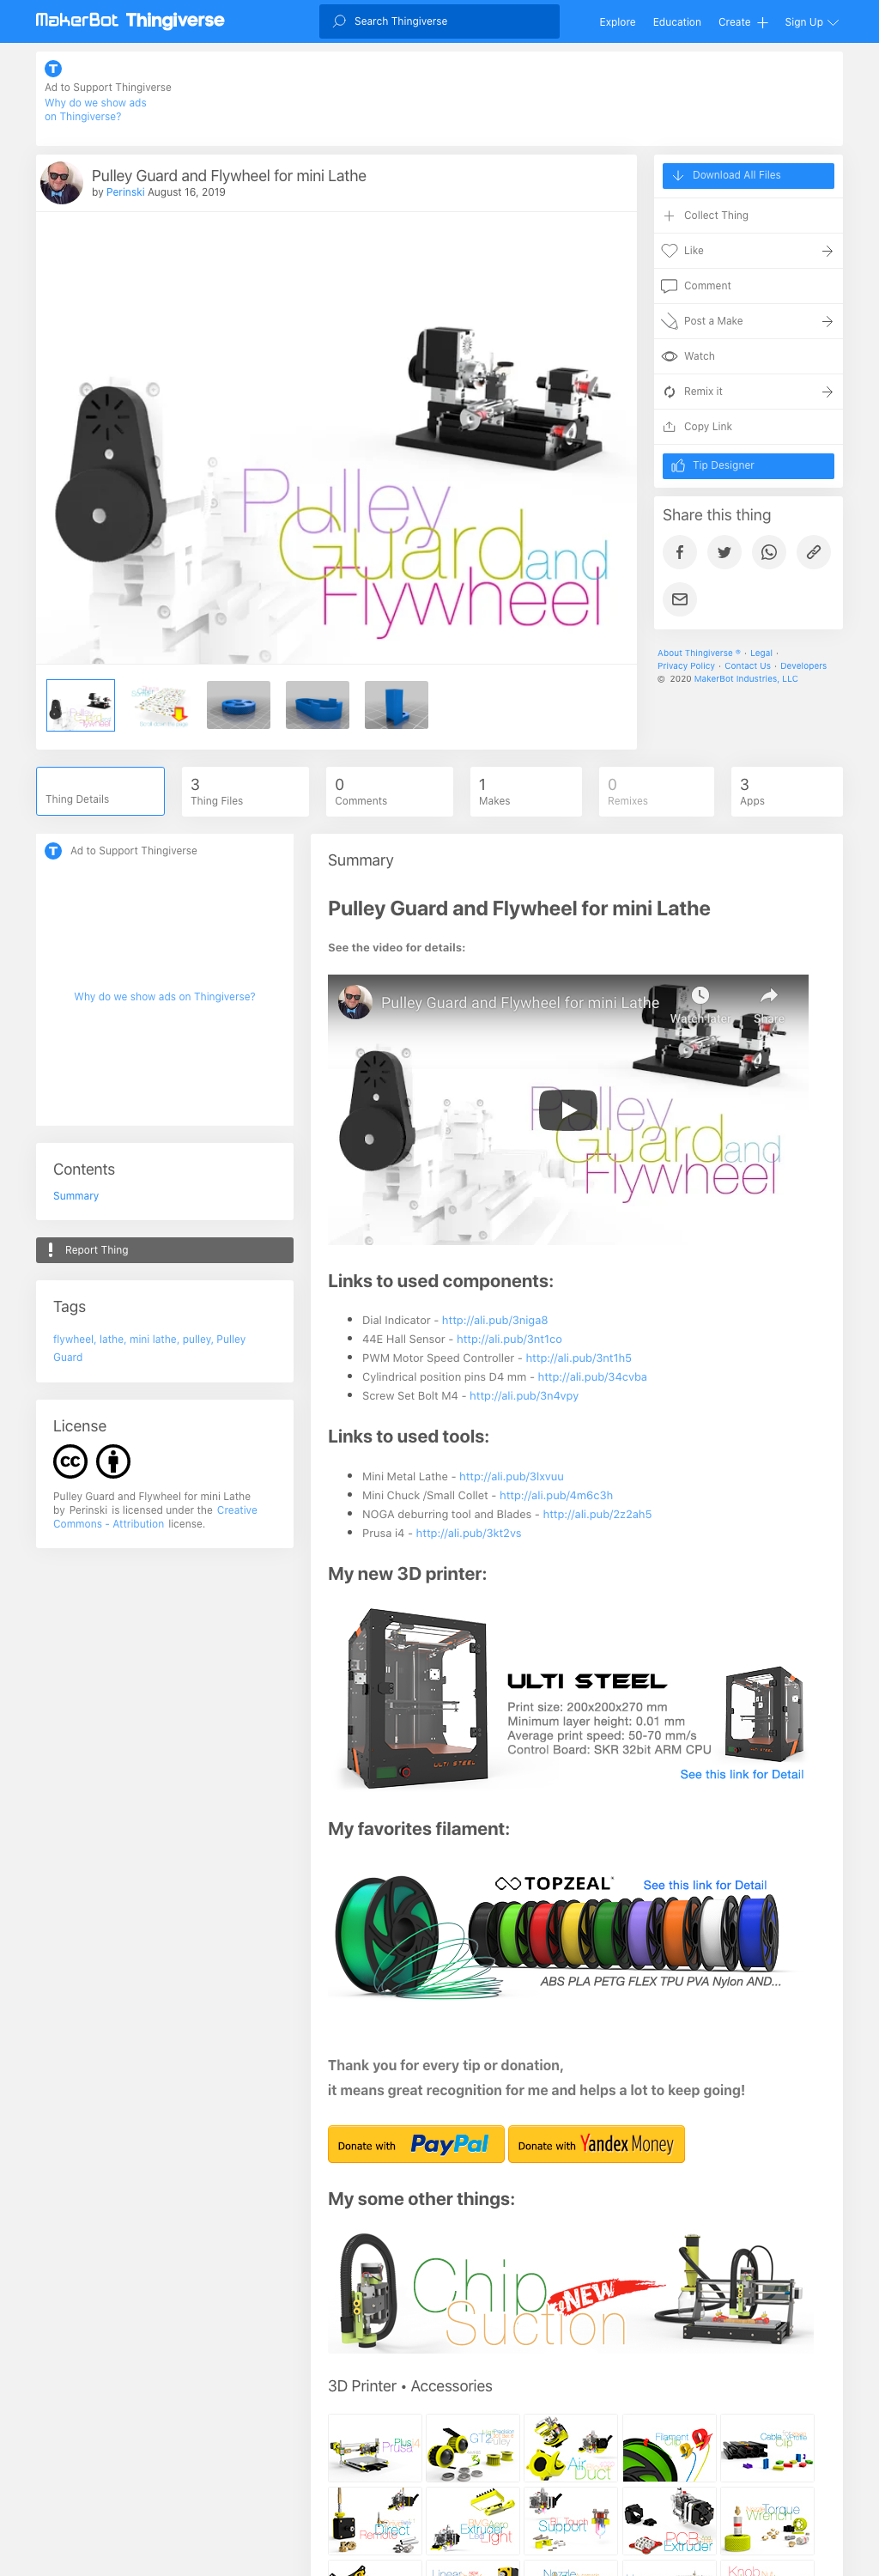 MakerBot Thingiverse
Search Thingiverse
Explore
Education
Create
Sign Up
Ad to Support Thingiverse
Why do we show ads
on Thingiverse?
Pulley Guard and Flywheel for mini Lathe
by Perinski August 16, 2019
Pulley
Guard and
Flywheel
Download All Files
Collect Thing
Like
Comment
Post a Make
Watch
Remix it
Copy Link
Tip Designer
Share this thing
About Thingiverse ® · Legal ·
Privacy Policy · Contact Us · Developers
© 2020 MakerBot Industries, LLC
Thing Details
3
Thing Files
0
Comments
1
Makes
0
Remixes
3
Apps
Ad to Support Thingiverse
Why do we show ads on Thingiverse?
Contents
Summary
Report Thing
Tags
flywheel, lathe, mini lathe, pulley, Pulley
Guard
License
cc
Pulley Guard and Flywheel for mini Lathe
by Perinski is licensed under the Creative
Commons - Attribution license.
Summary
Pulley Guard and Flywheel for mini Lathe
See the video for details:
Pulley Guard and Flywheel for mini Lathe
Watch later
Share
Pulley
Guard and
Flywheel
Links to used components:
Dial Indicator - http://ali.pub/3niga8
44E Hall Sensor - http://ali.pub/3nt1co
PWM Motor Speed Controller - http://ali.pub/3nt1h5
Cylindrical position pins D4 mm - http://ali.pub/34cvba
Screw Set Bolt M4 - http://ali.pub/3n4vpy
Links to used tools:
Mini Metal Lathe - http://ali.pub/3lxvuu
Mini Chuck /Small Collet - http://ali.pub/4m6c3h
NOGA deburring tool and Blades - http://ali.pub/2z2ah5
Prusa i4 - http://ali.pub/3kt2vs
My new 3D printer:
ULTI STEEL
ULTI STEEL
Print size: 200x200x270 mm
Minimum layer height: 0.01 mm
Average print speed: 50-70 mm/s
Control Board: SKR 32bit ARM CPU
See this link for Detail
My favorites filament:
TOPZEAL
See this link for Detail
ABS PLA PETG FLEX TPU PVA Nylon AND...
Thank you for every tip or donation,
it means great recognition for me and helps a lot to keep going!
Donate with PayPal
Donate with Yandex Money
My some other things:
Chip
NEW
Suction
3D Printer • Accessories
Plus
Prusa
GT2
Air
Duct
Filament
Clip
Cable
Clip
Direct
Remote
Extruder
Light
Touch
Support
PCB
Extruder
Torque
Wrench
Linear
Nozzle
Knob